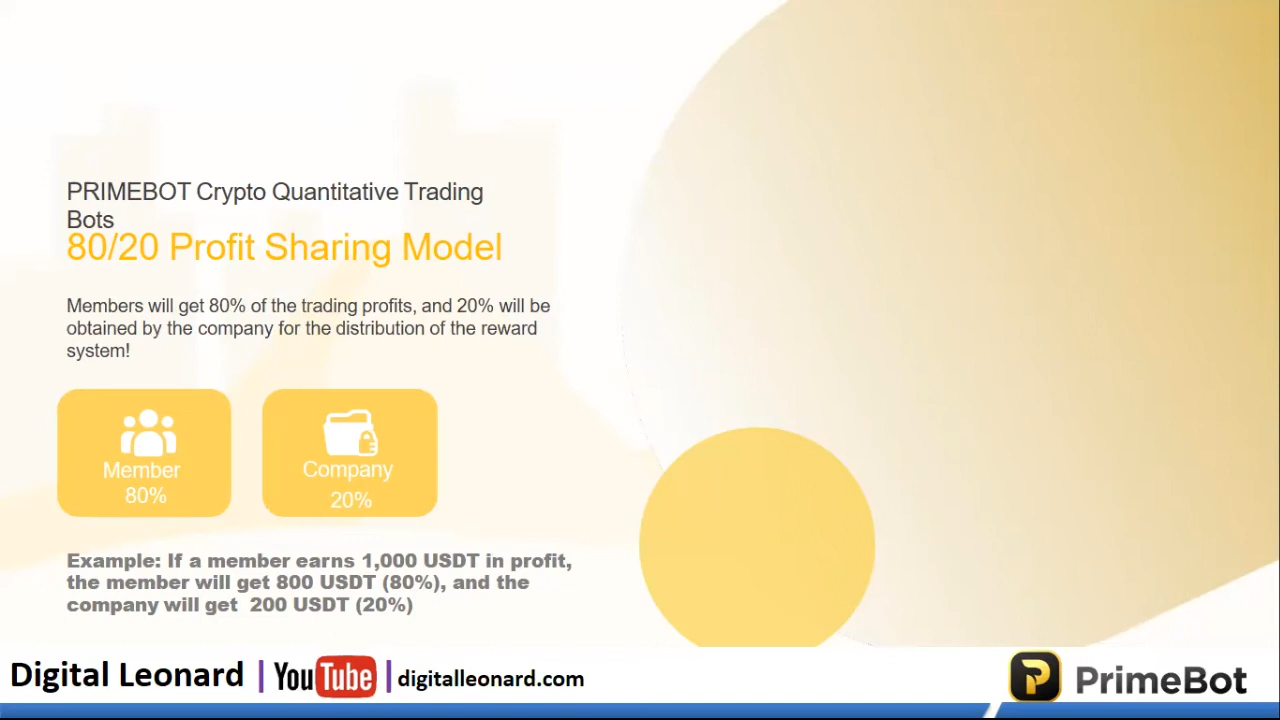 PRIMEBOT Crypto Quantitative Trading
Bots
80/20 Profit Sharing Model
Members will get 80% of the trading profits, and 20% will be
obtained by the company for the distribution of the reward
system!
Member
80%
Company
20%
Example: If a member earns 1,000 USDT in profit,
the member will get 800 USDT (80%), and the
company will get  200 USDT (20%)
Digital Leonard | YouTube | digitalleonard.com
PrimeBot